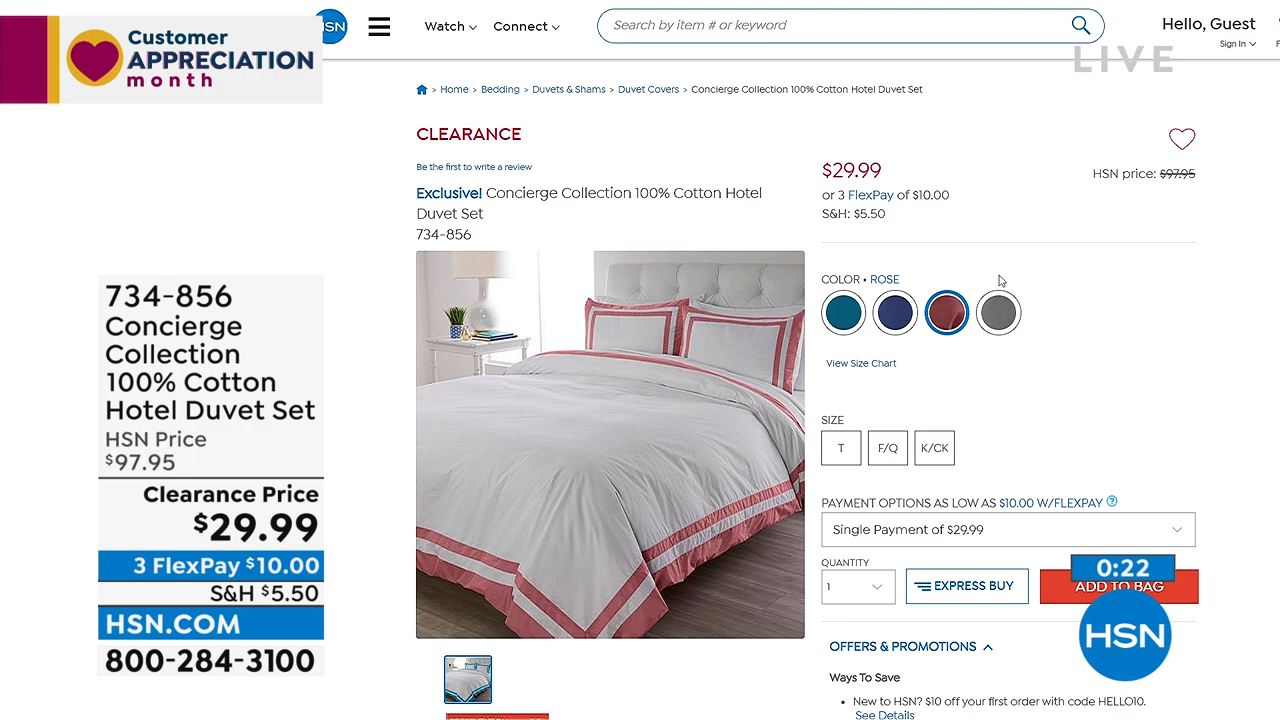 Customer
APPRECIATION
month
HSN
Watch
Connect
Search by item # or keyword
Hello, Guest
Sign In
LIVE
> Home > Bedding > Duvets & Shams > Duvet Covers > Concierge Collection 100% Cotton Hotel Duvet Set
CLEARANCE
Be the first to write a review
Exclusive! Concierge Collection 100% Cotton Hotel
Duvet Set
734-856
$29.99
HSN price: $97.95
or 3 FlexPay of $10.00
S&H: $5.50
COLOR • ROSE
View Size Chart
SIZE
T
F/Q
K/CK
PAYMENT OPTIONS AS LOW AS $10.00 W/FLEXPAY ?
Single Payment of $29.99
QUANTITY
1
EXPRESS BUY
0:22
ADD TO BAG
HSN
OFFERS & PROMOTIONS
Ways To Save
• New to HSN? $10 off your first order with code HELLO10.
See Details
734-856
Concierge
Collection
100% Cotton
Hotel Duvet Set
HSN Price
$97.95
Clearance Price
$29.99
3 FlexPay $10.00
S&H $5.50
HSN.COM
800-284-3100